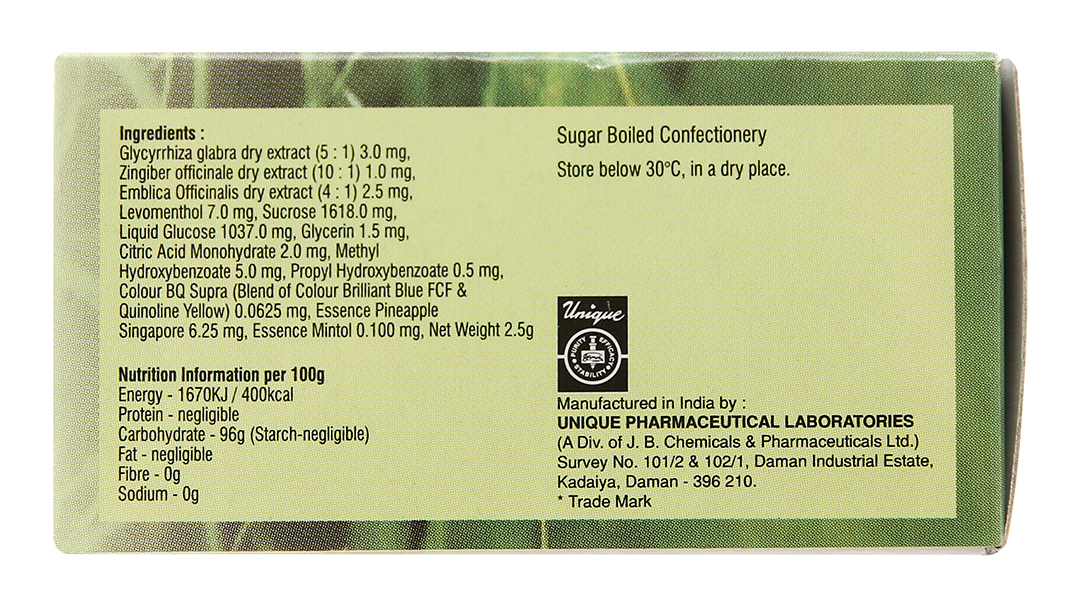 Ingredients :
Glycyrrhiza glabra dry extract (5 : 1) 3.0 mg,
Zingiber officinale dry extract (10 : 1) 1.0 mg,
Emblica Officinalis dry extract (4 : 1) 2.5 mg,
Levomenthol 7.0 mg, Sucrose 1618.0 mg,
Liquid Glucose 1037.0 mg, Glycerin 1.5 mg,
Citric Acid Monohydrate 2.0 mg, Methyl
Hydroxybenzoate 5.0 mg, Propyl Hydroxybenzoate 0.5 mg,
Colour BQ Supra (Blend of Colour Brilliant Blue FCF &
Quinoline Yellow) 0.0625 mg, Essence Pineapple
Singapore 6.25 mg, Essence Mintol 0.100 mg, Net Weight 2.5g
Nutrition Information per 100g
Energy - 1670KJ / 400kcal
Protein - negligible
Carbohydrate - 96g (Starch-negligible)
Fat - negligible
Fibre - 0g
Sodium - 0g
Sugar Boiled Confectionery
Store below 30°C, in a dry place.
Unique
PURITY EFFICACY
STABILITY
Manufactured in India by :
UNIQUE PHARMACEUTICAL LABORATORIES
(A Div. of J. B. Chemicals & Pharmaceuticals Ltd.)
Survey No. 101/2 & 102/1, Daman Industrial Estate,
Kadaiya, Daman - 396 210.
* Trade Mark